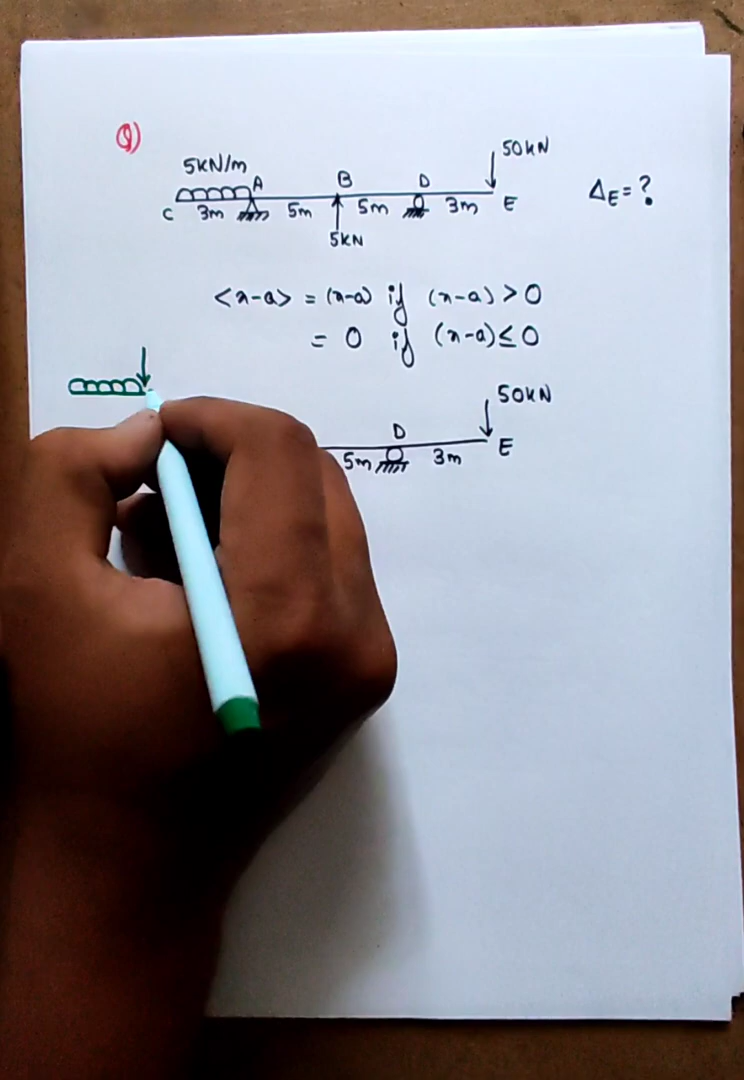 Q)
5KN/m
50KN
A
B
D
C
3m
5m
5m
3m
E
5KN
ΔE = ?
<x-a> = (x-a) if (x-a) > 0
= 0 if (x-a) ≤ 0
50KN
D
5m
3m
E